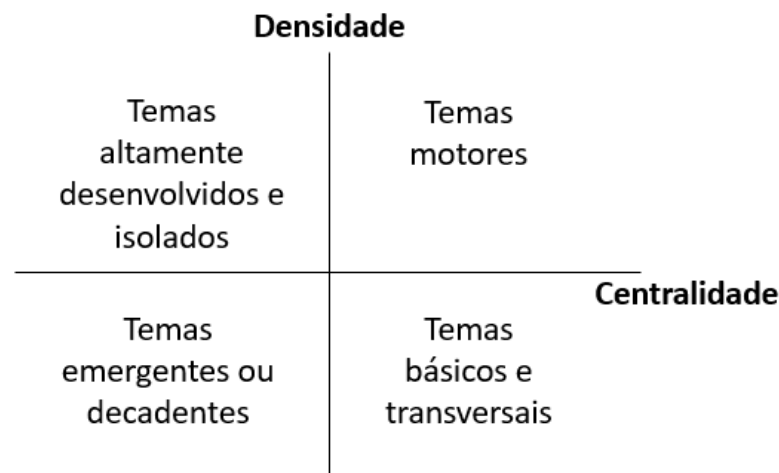 Densidade
Temas
altamente
desenvolvidos e
isolados
Temas
motores
Centralidade
Temas
emergentes ou
decadentes
Temas
básicos e
transversais